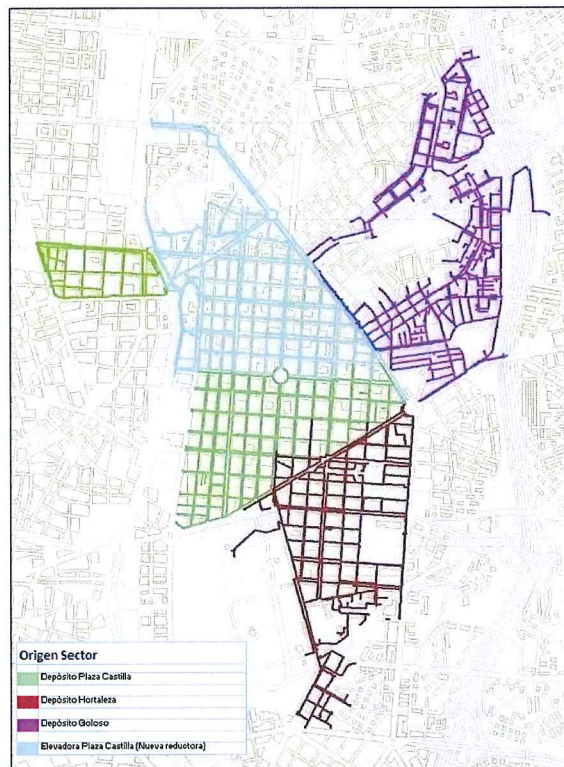 Origen Sector
Depósito Plaza Castilla
Depósito Hortaleza
Depósito Goloso
Elevadora Plaza Castilla (Nueva reductora)